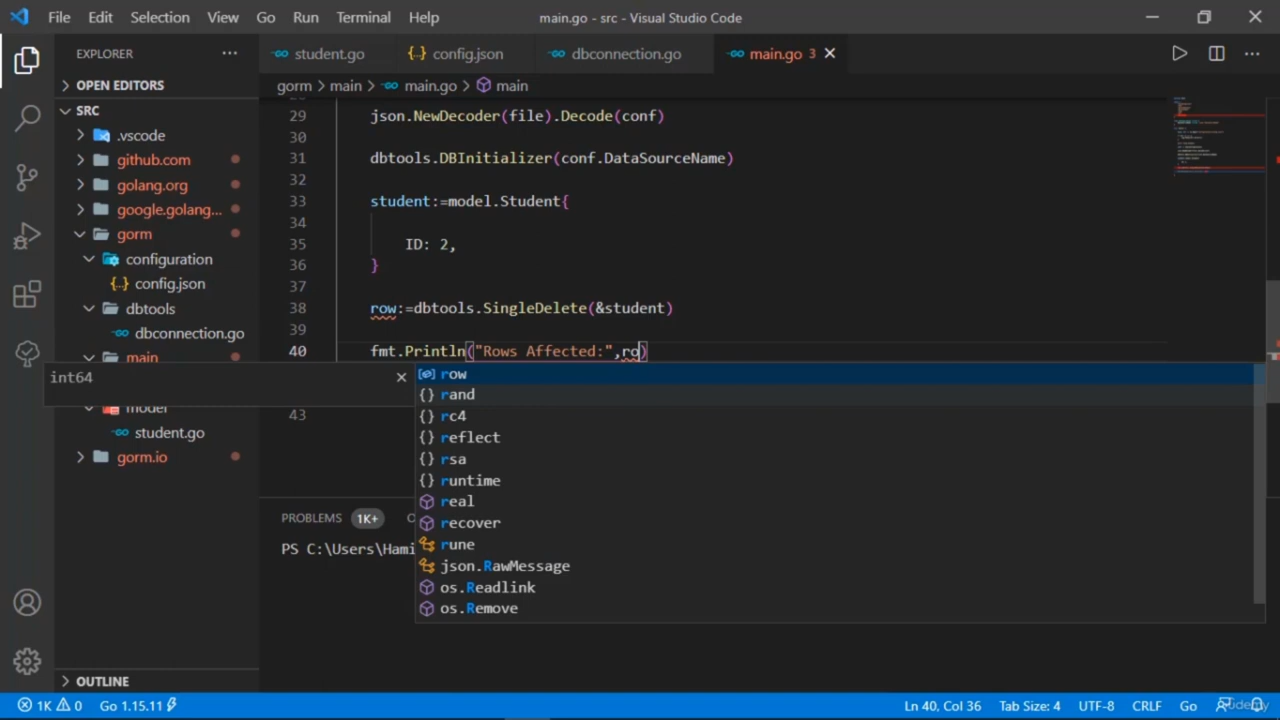 File Edit Selection View Go Run Terminal Help main.go - src - Visual Studio Code
EXPLORER ...
student.go config.json dbconnection.go main.go 3
OPEN EDITORS
gorm > main > main.go > main
SRC
.vscode
github.com
golang.org
google.golang...
gorm
configuration
config.json
dbtools
dbconnection.go
main
model
student.go
gorm.io
OUTLINE
29 json.NewDecoder(file).Decode(conf)
30
31 dbtools.DBInitializer(conf.DataSourceName)
32
33 student:=model.Student{
34
35 ID: 2,
36 }
37
38 row:=dbtools.SingleDelete(&student)
39
40 fmt.Println("Rows Affected:",ro)
43
int64
row
rand
rc4
reflect
rsa
runtime
real
recover
rune
json.RawMessage
os.Readlink
os.Remove
PROBLEMS 1K+ O
PS C:\Users\Hami
1K 0 Go 1.15.11 Ln 40, Col 36 Tab Size: 4 UTF-8 CRLF Go